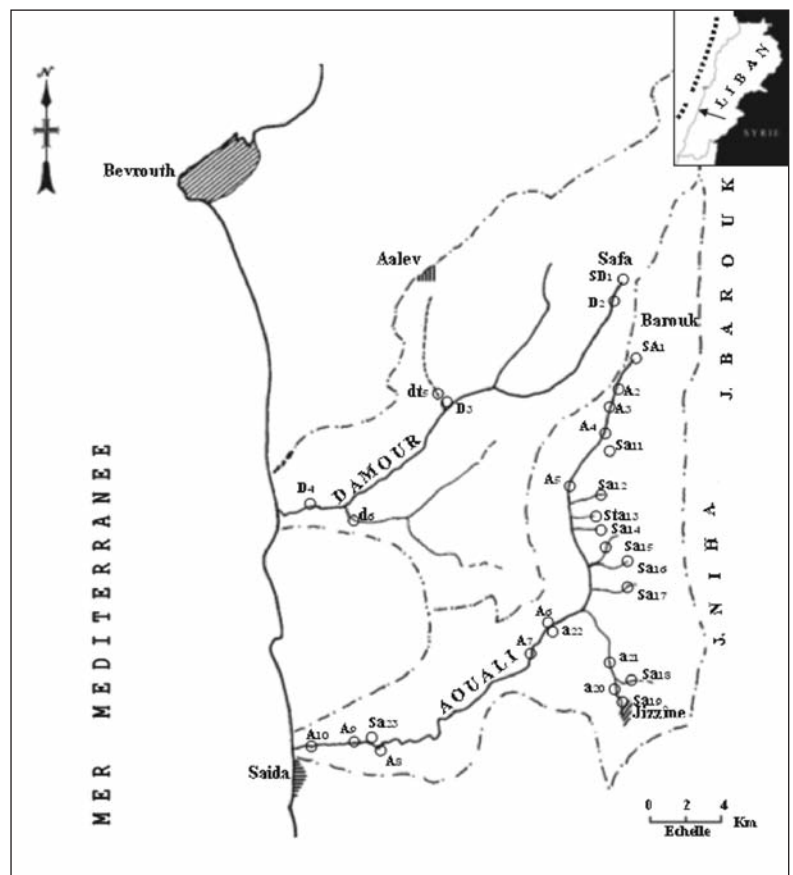 N
LIBAN
SYRIE
Beyrouth
Aaley
Safa
SD1
D2
Barouk
SA1
J. BAROUK
A2
dt5
D3
A3
A4
Sa11
DAMOUR
A5
Sa12
D4
d6
Sta13
Sa14
Sa15
Sa16
Sa17
J. NIHA
MER MEDITERRANEE
A6
a22
A7
AOUALI
a21
Sa18
a20
Sa19
Jizzine
Sa23
A9
A10
A8
Saida
0 2 4 Km
Echelle